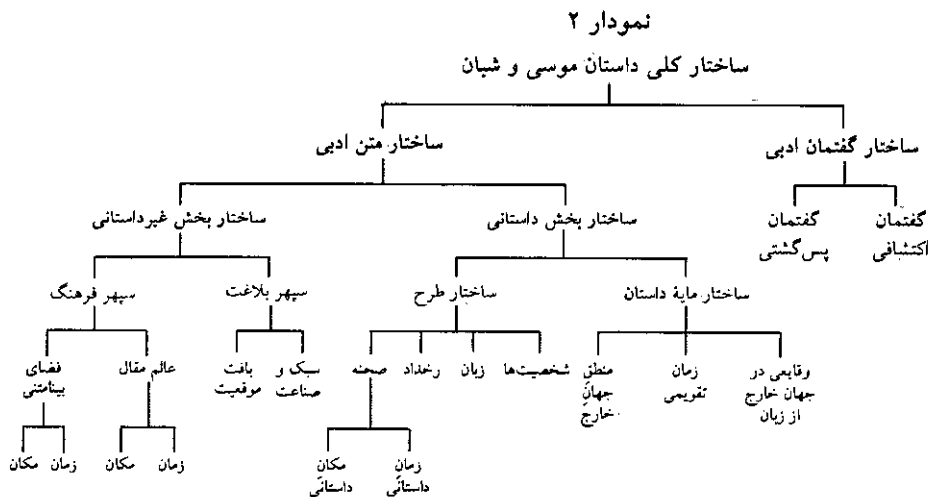 نمودار ۲
ساختار کلی داستان موسی و شبان
ساختار گفتمان ادبی
ساختار متن ادبی
گفتمان
اکتشافی
گفتمان
پس‌گشتی
ساختار بخش داستانی
ساختار بخش غیرداستانی
ساختار مایۀ داستان
ساختار طرح
سپهر بلاغت
سپهر فرهنگ
وقایعی در
جهان خارج
از زبان
زمان
تقویمی
منطق
جهانِ
خارج
شخصیت‌ها
زبان
رخداد
صحنه
سبک و
صناعت
بافت
موقعیت
عالم مقال
فضای
بینامتنی
زمانِ
داستانی
مکانِ
داستانی
زمان
مکان
زمان
مکان